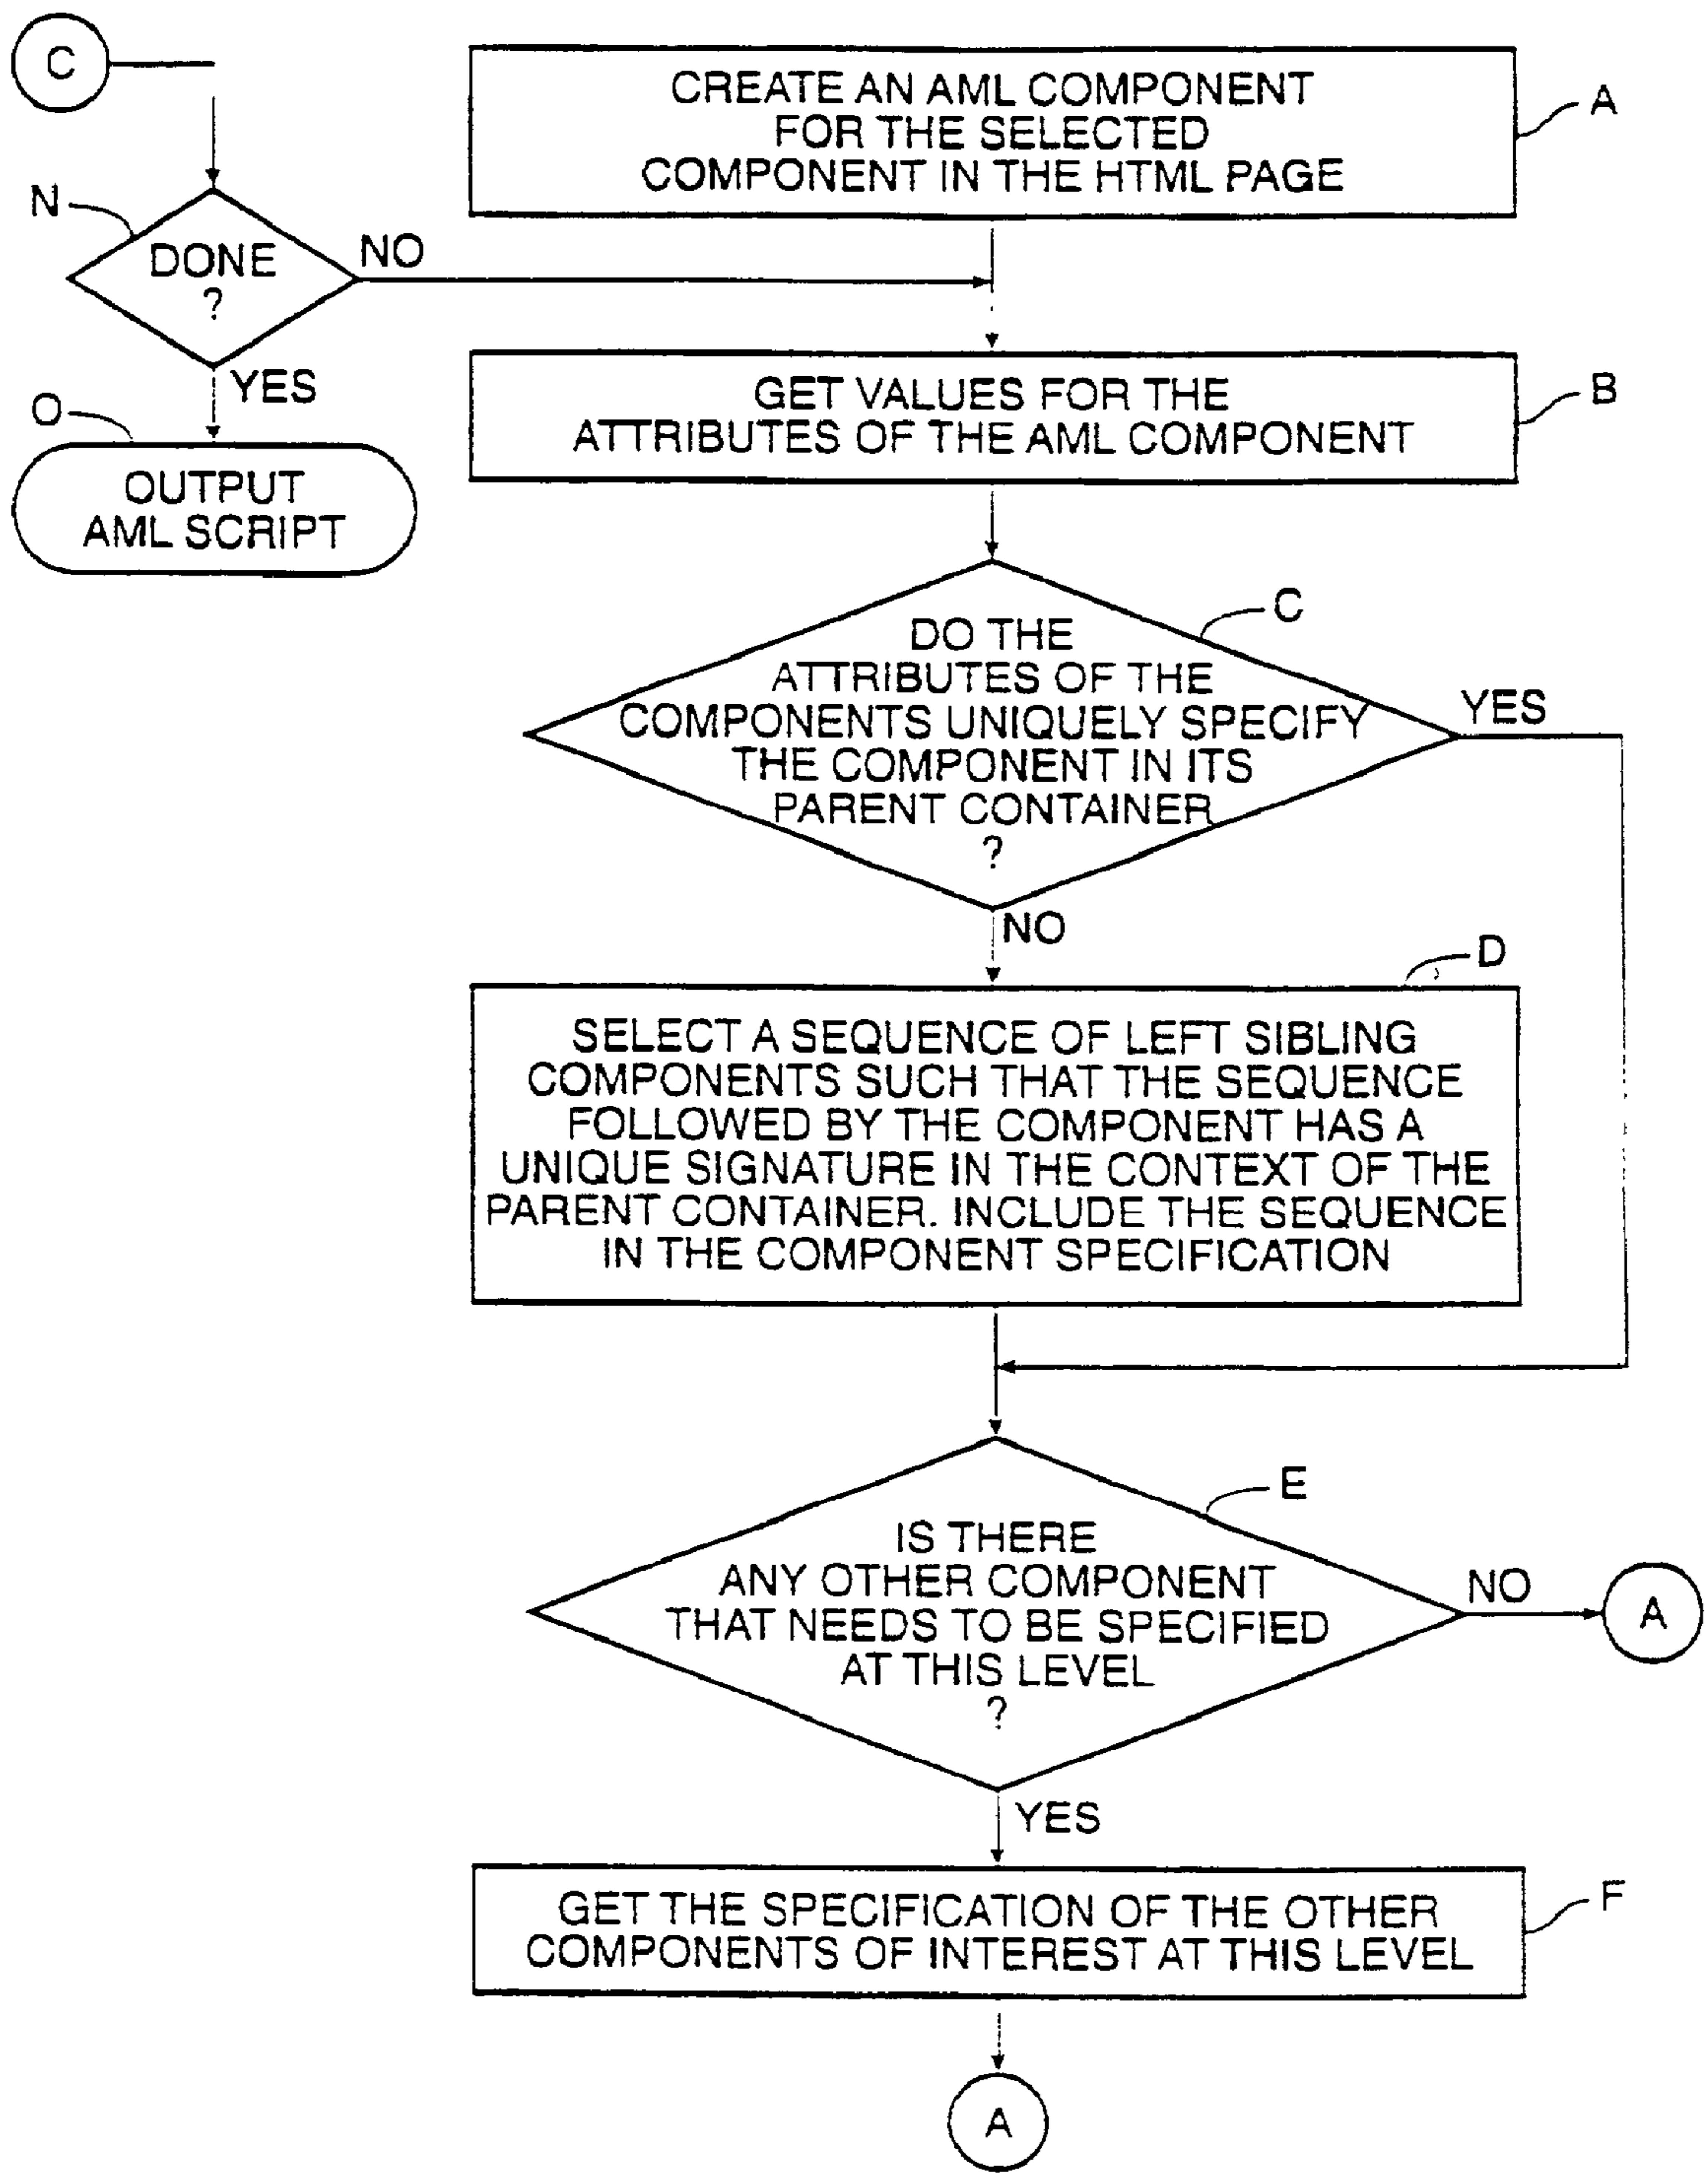 C
CREATE AN AML COMPONENT
FOR THE SELECTED
COMPONENT IN THE HTML PAGE
A
N
DONE
?
NO
YES
O
OUTPUT
AML SCRIPT
GET VALUES FOR THE
ATTRIBUTES OF THE AML COMPONENT
B
C
DO THE
ATTRIBUTES OF THE
COMPONENTS UNIQUELY SPECIFY
THE COMPONENT IN ITS
PARENT CONTAINER
?
YES
NO
D
SELECT A SEQUENCE OF LEFT SIBLING
COMPONENTS SUCH THAT THE SEQUENCE
FOLLOWED BY THE COMPONENT HAS A
UNIQUE SIGNATURE IN THE CONTEXT OF THE
PARENT CONTAINER. INCLUDE THE SEQUENCE
IN THE COMPONENT SPECIFICATION
E
IS THERE
ANY OTHER COMPONENT
THAT NEEDS TO BE SPECIFIED
AT THIS LEVEL
?
NO
A
YES
GET THE SPECIFICATION OF THE OTHER
COMPONENTS OF INTEREST AT THIS LEVEL
F
A